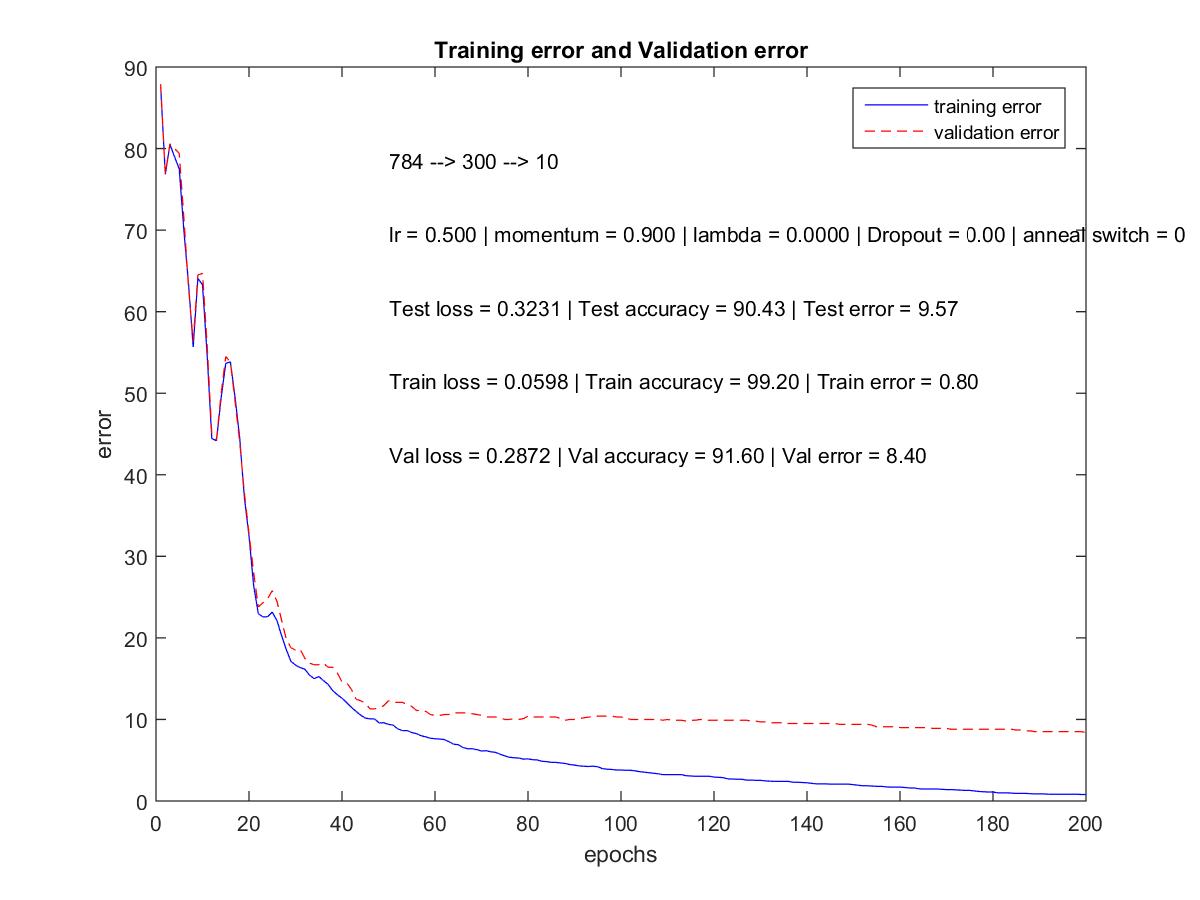 Training error and Validation error
90
80
70
60
50
40
30
20
10
0
training error
validation error
784 --> 300 --> 10
lr = 0.500 | momentum = 0.900 | lambda = 0.0000 | Dropout = 0.00 | anneal switch = 0
Test loss = 0.3231 | Test accuracy = 90.43 | Test error = 9.57
Train loss = 0.0598 | Train accuracy = 99.20 | Train error = 0.80
Val loss = 0.2872 | Val accuracy = 91.60 | Val error = 8.40
error
0 20 40 60 80 100 120 140 160 180 200
epochs